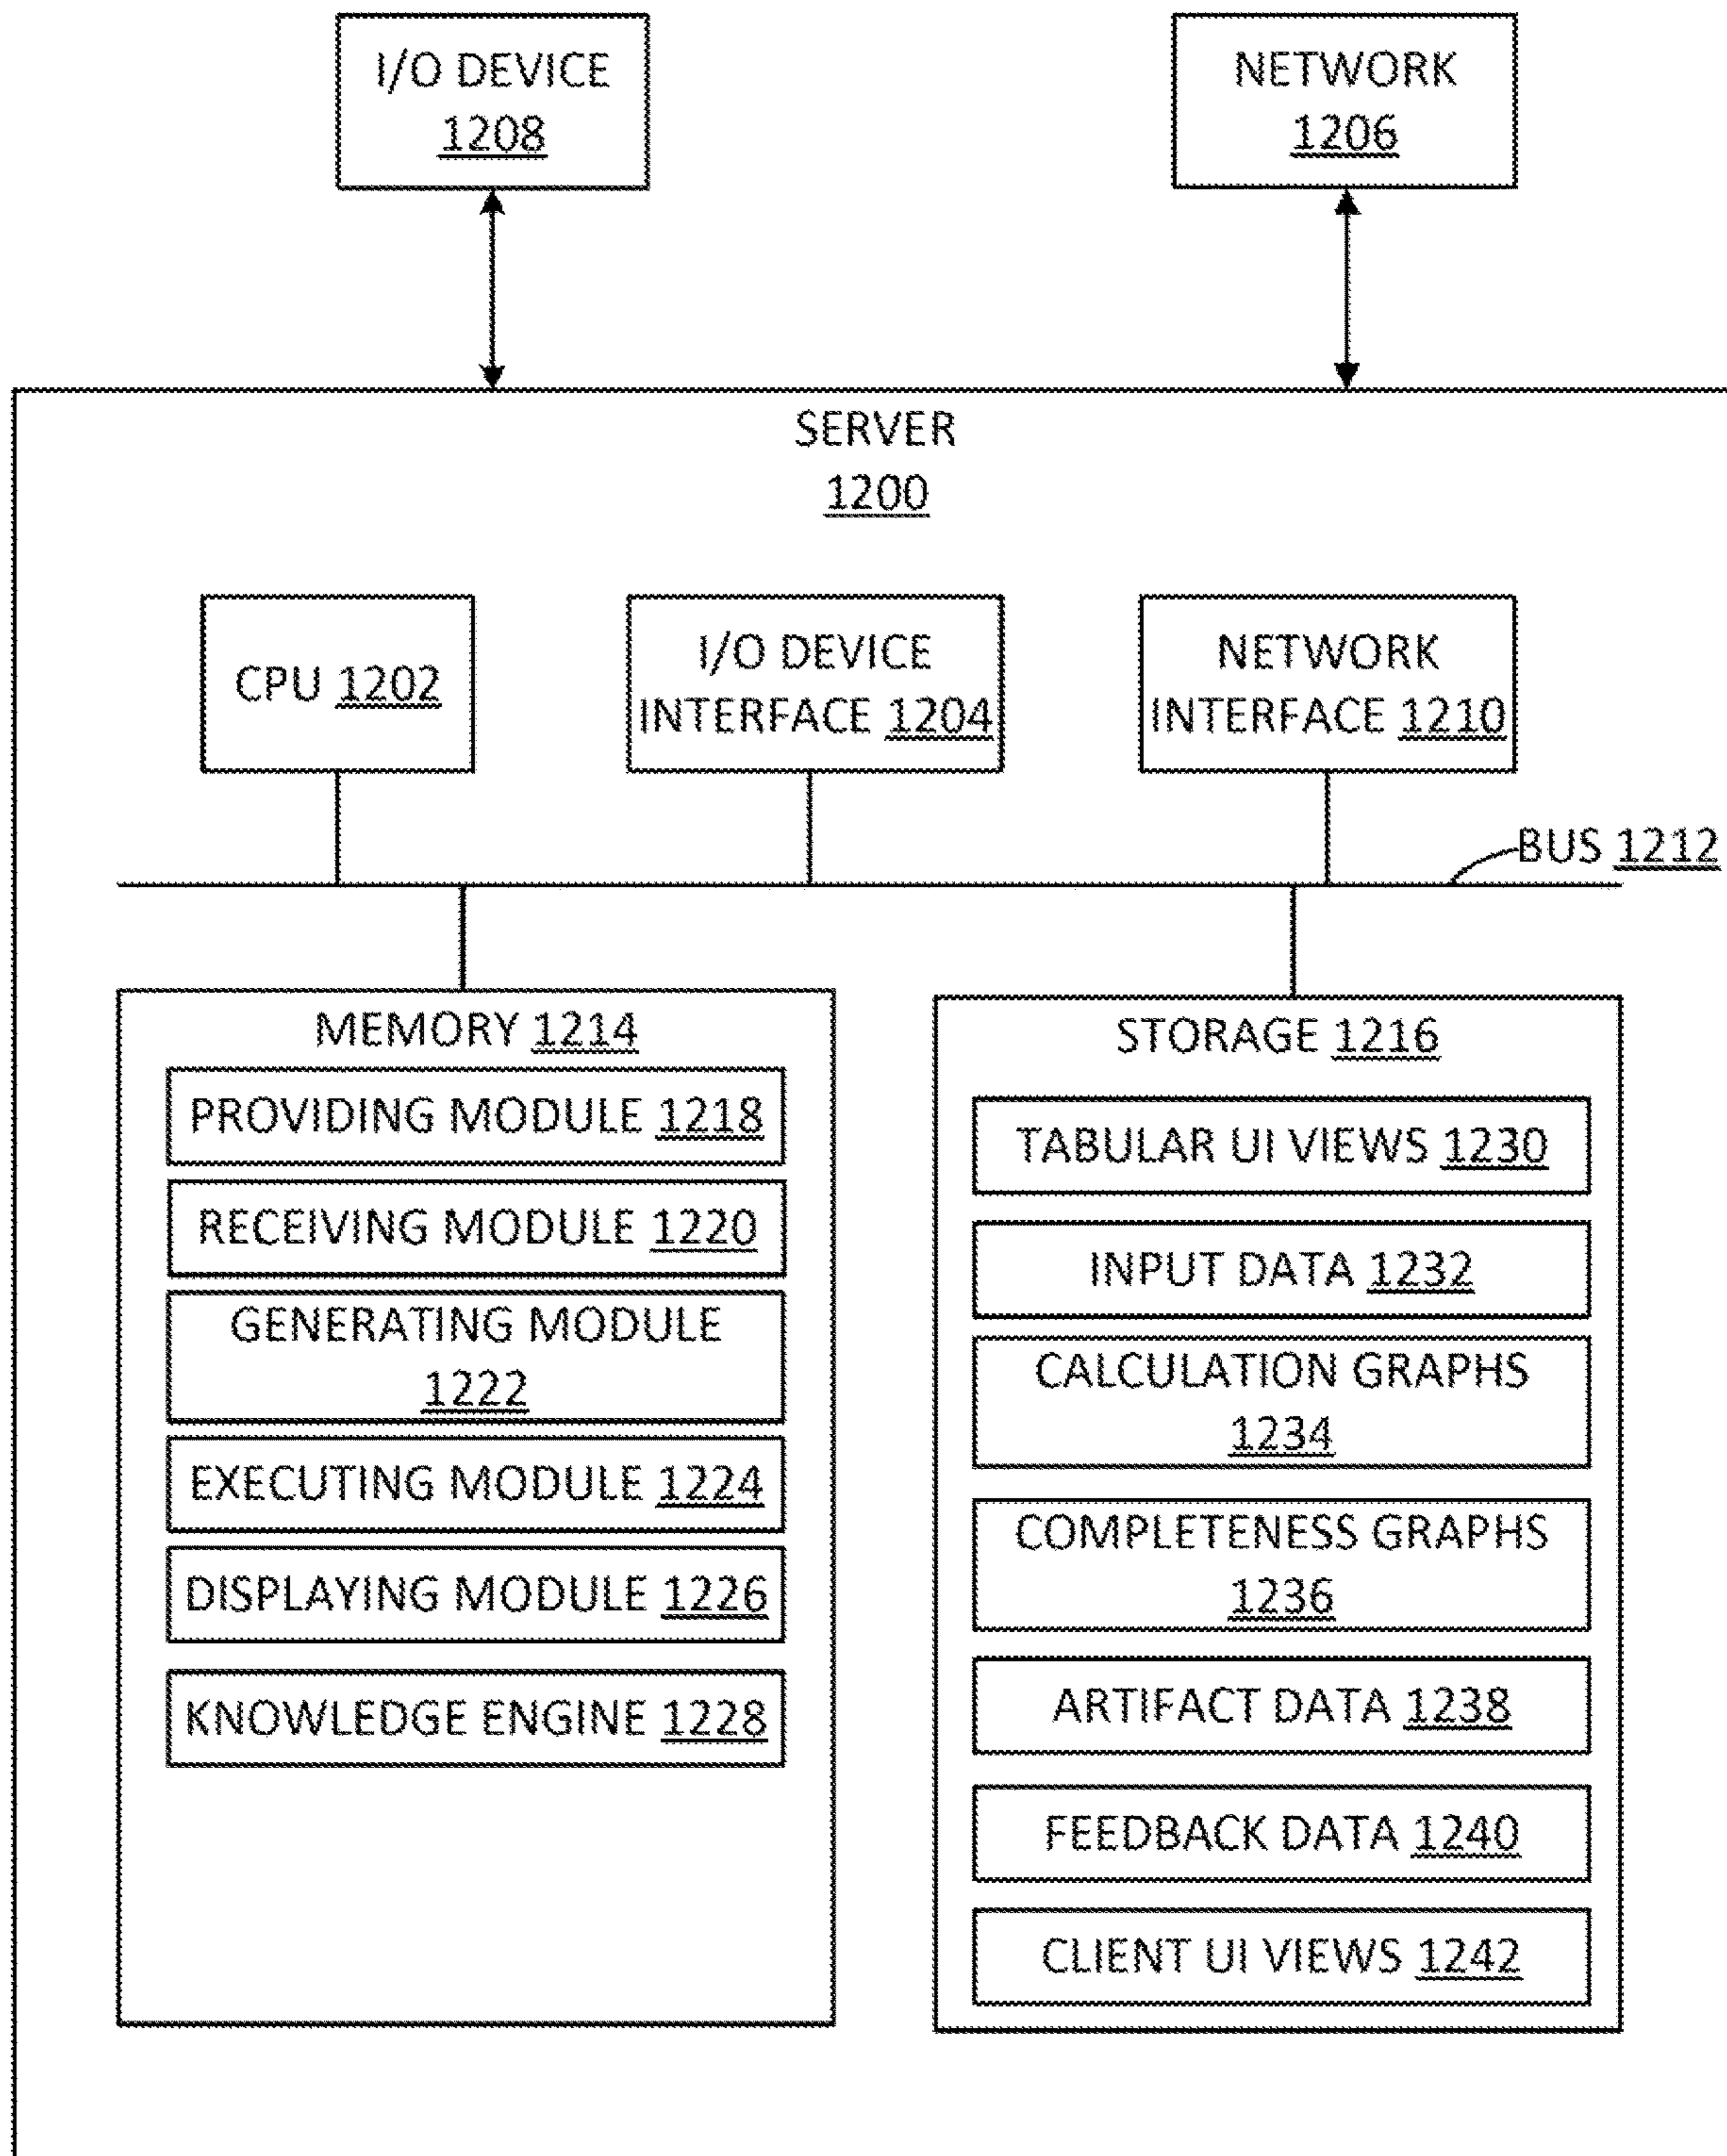 I/O DEVICE
1208
NETWORK
1206
SERVER
1200
CPU 1202
I/O DEVICE
INTERFACE 1204
NETWORK
INTERFACE 1210
BUS 1212
MEMORY 1214
PROVIDING MODULE 1218
RECEIVING MODULE 1220
GENERATING MODULE
1222
EXECUTING MODULE 1224
DISPLAYING MODULE 1226
KNOWLEDGE ENGINE 1228
STORAGE 1216
TABULAR UI VIEWS 1230
INPUT DATA 1232
CALCULATION GRAPHS
1234
COMPLETENESS GRAPHS
1236
ARTIFACT DATA 1238
FEEDBACK DATA 1240
CLIENT UI VIEWS 1242